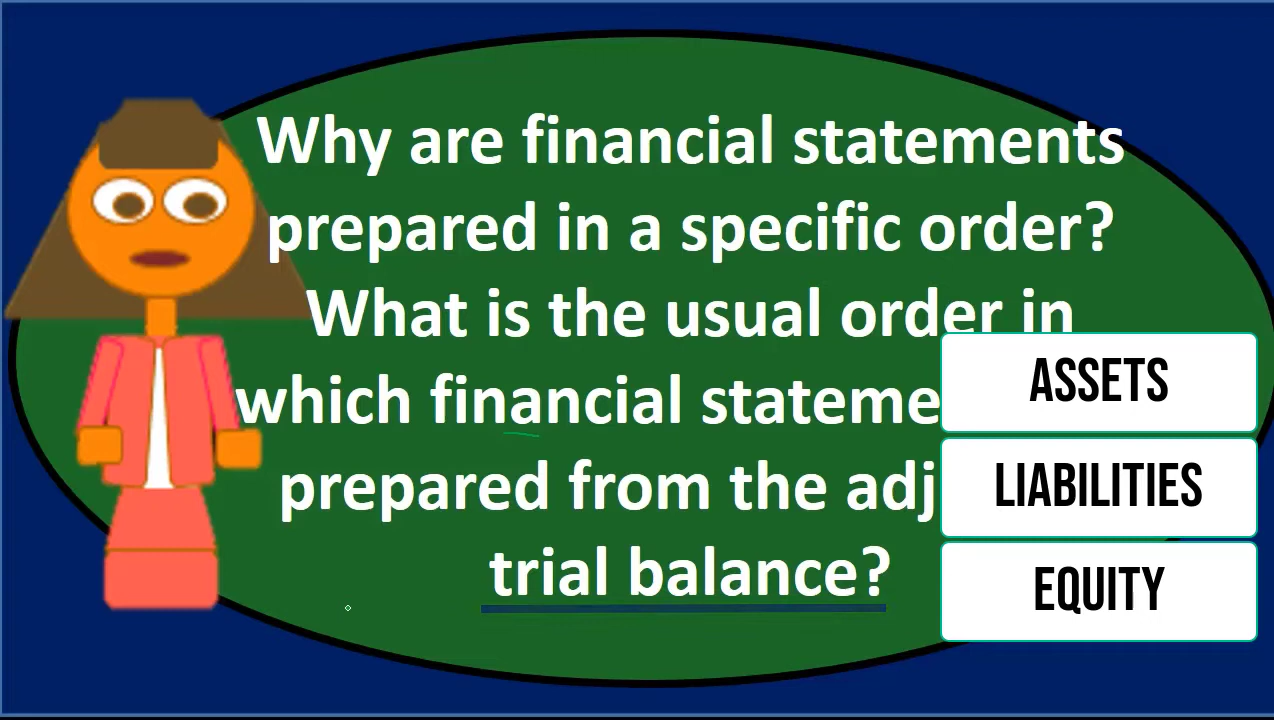 Why are financial statements
prepared in a specific order?
What is the usual order in
which financial stateme
prepared from the adj
trial balance?
ASSETS
LIABILITIES
EQUITY